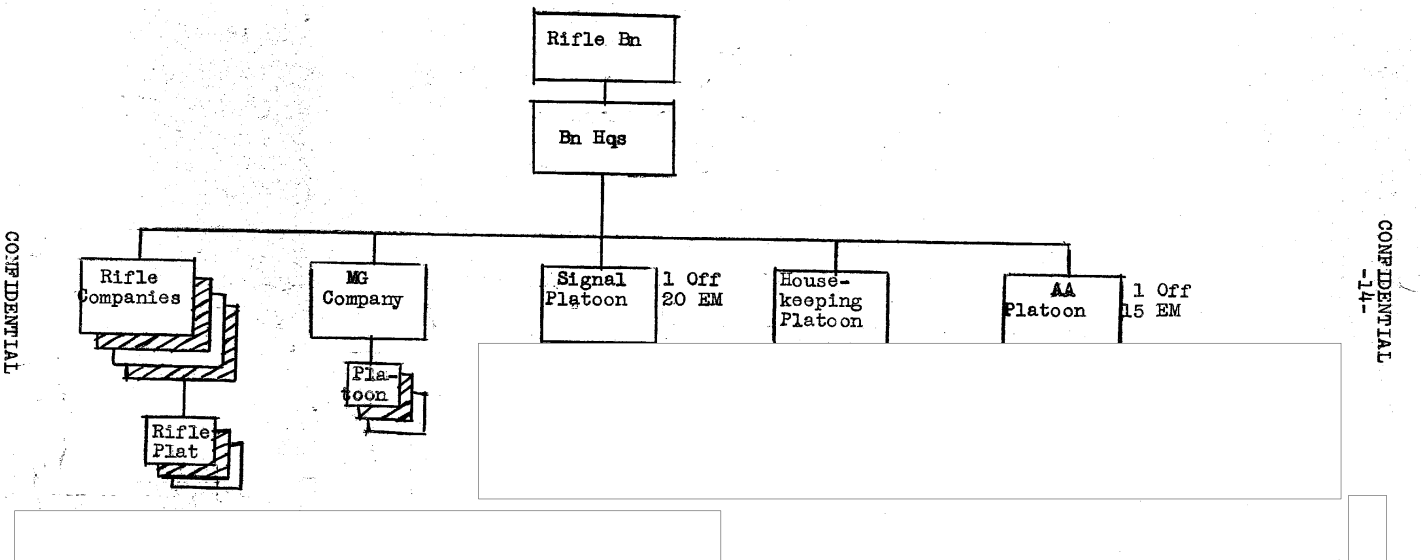 Rifle Bn
Bn Hqs
Rifle
Companies
MG
Company
Signal
Platoon
1 Off
20 EM
House-
keeping
Platoon
AA
Platoon
1 Off
15 EM
Pla-
toon
Rifle
Plat
CONFIDENTIAL
CONFIDENTIAL
-14-